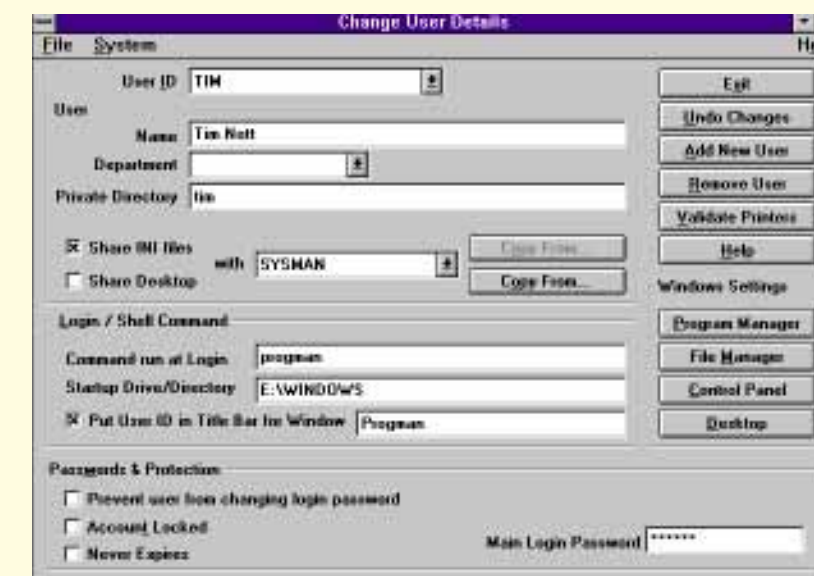 Change User Details
File System
User ID TIM
User
Name Tim Nott
Department
Private Directory tim
Share INI files
with SYSMAN
Share Desktop
Copy From...
Copy From...
Login / Shell Command
Command run at Login progman
Startup Drive/Directory E:\WINDOWS
Put User ID in Title Bar for Window Progman
Passwords & Protection
Prevent user from changing login password
Account Locked
Never Expires
Main Login Password ******
Exit
Undo Changes
Add New User
Remove User
Validate Printers
Help
Windows Settings
Program Manager
File Manager
Control Panel
Desktop